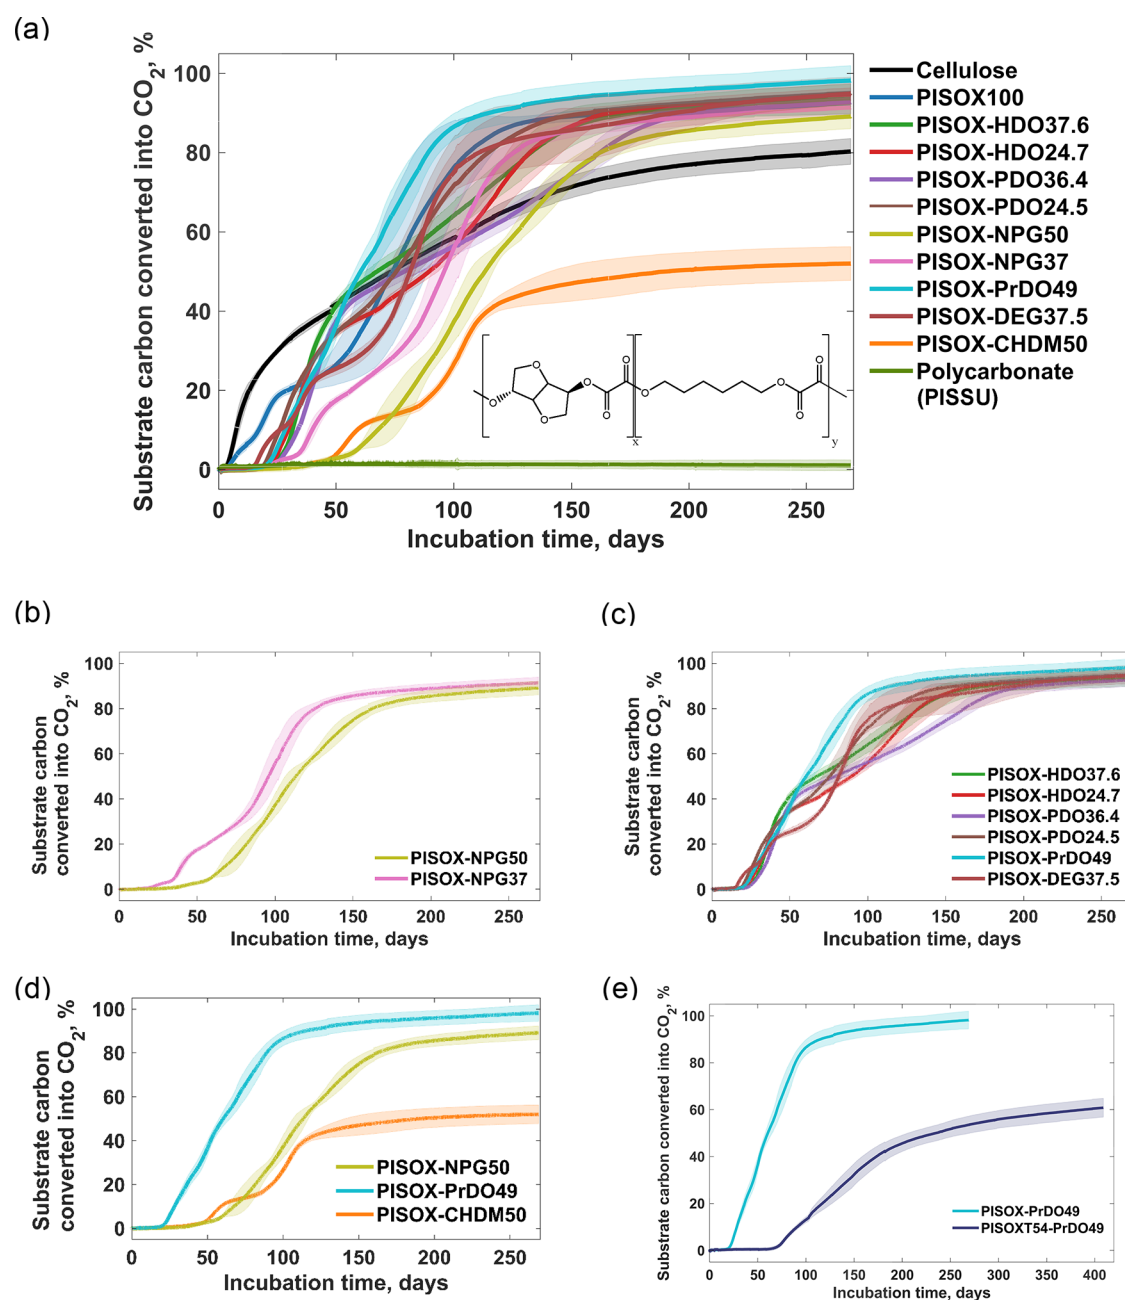 (a)
Substrate carbon converted into CO2, %
100
80
60
40
20
0
0 50 100 150 200 250
Incubation time, days
Cellulose
PISOX100
PISOX-HDO37.6
PISOX-HDO24.7
PISOX-PDO36.4
PISOX-PDO24.5
PISOX-NPG50
PISOX-NPG37
PISOX-PrDO49
PISOX-DEG37.5
PISOX-CHDM50
Polycarbonate
(PISSU)
O
O
O
O
O
O
O
O
O
O
x
y
(b)
Substrate carbon
converted into CO2, %
100
80
60
40
20
0
0 50 100 150 200 250
Incubation time, days
PISOX-NPG50
PISOX-NPG37
(c)
Substrate carbon
converted into CO2, %
100
80
60
40
20
0
0 50 100 150 200 250
Incubation time, days
PISOX-HDO37.6
PISOX-HDO24.7
PISOX-PDO36.4
PISOX-PDO24.5
PISOX-PrDO49
PISOX-DEG37.5
(d)
Substrate carbon
converted into CO2, %
100
80
60
40
20
0
0 50 100 150 200 250
Incubation time, days
PISOX-NPG50
PISOX-PrDO49
PISOX-CHDM50
(e)
Substrate carbon converted into CO2, %
100
80
60
40
20
0
0 50 100 150 200 250 300 350 400
Incubation time, days
PISOX-PrDO49
PISOXT54-PrDO49